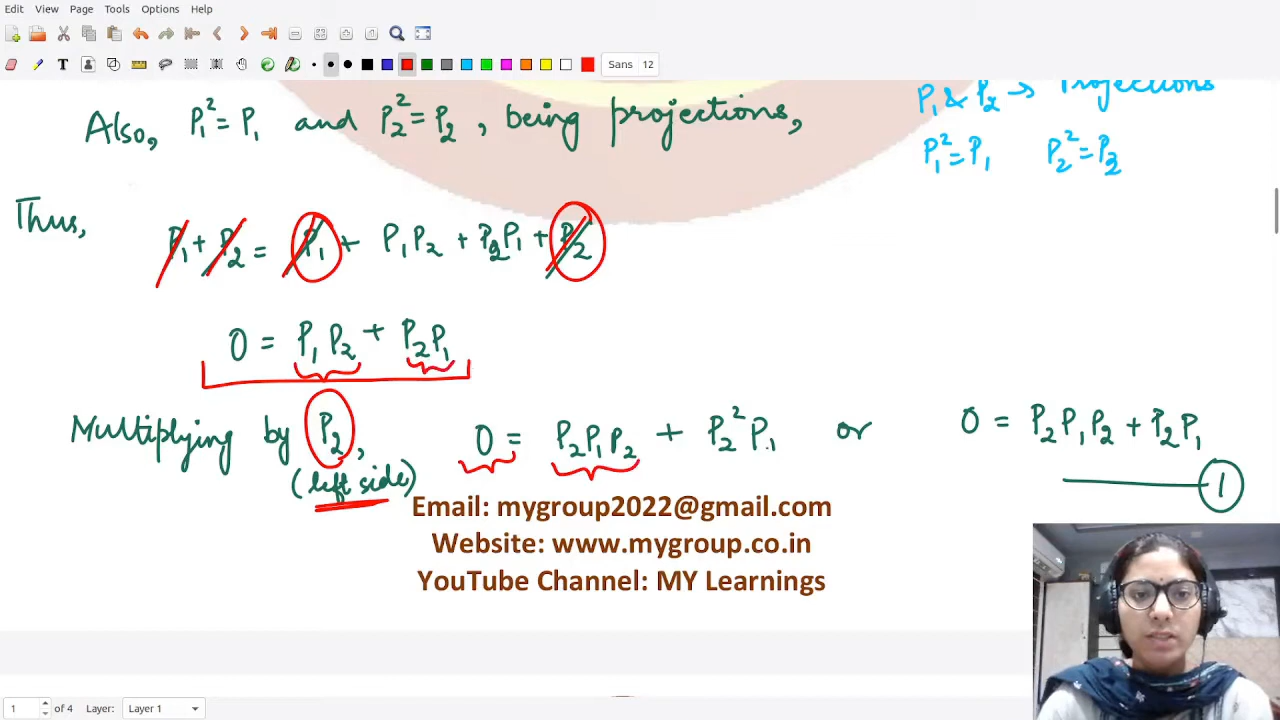 Edit View Page Tools Options Help
Sans 12
P₁ & P₂ → Projections
Also, P₁² = P₁ and P₂² = P₂, being projections,
P₁² = P₁ P₂² = P₂
Thus,
P₁ + P₂ = P₁ + P₁P₂ + P₂P₁ + P₂
0 = P₁P₂ + P₂P₁
Multiplying by P₂, 0 = P₂P₁P₂ + P₂²P₁ or 0 = P₂P₁P₂ + P₂P₁
(left side)
1
Email: mygroup2022@gmail.com
Website: www.mygroup.co.in
YouTube Channel: MY Learnings
1 of 4 Layer: Layer 1